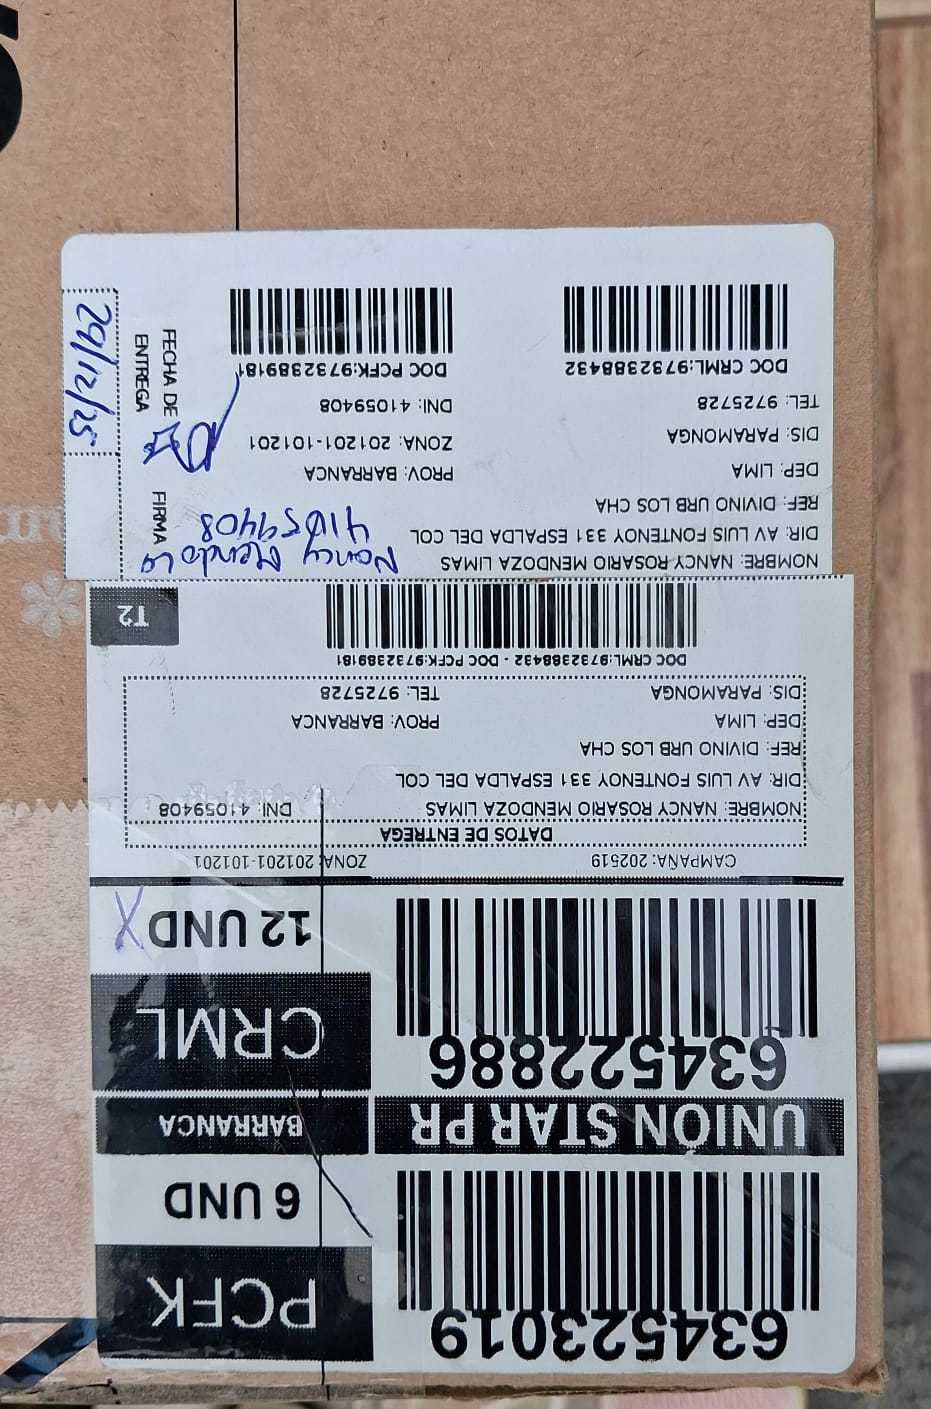 PCFK
6 UND
634523019
BARRANCA
UNION STAR PR
CRML
12 UND X
634522886
CAMPAÑA: 202519 ZONA: 201201-101201
DATOS DE ENTREGA
NOMBRE: NANCY ROSARIO MENDOZA LIMAS DNI: 41059408
DIR: AV LUIS FONTENOY 331 ESPALDA DEL COL
REF: DIVINO URB LOS CHA
DEP: LIMA PROV: BARRANCA
DIS: PARAMONGA TEL: 9725728
DOC CRML:9732388432 - DOC PCFK:9732389181
T2
NOMBRE: NANCY ROSARIO MENDOZA LIMAS
DIR: AV LUIS FONTENOY 331 ESPALDA DEL COL
REF: DIVINO URB LOS CHA
DEP: LIMA PROV: BARRANCA
DIS: PARAMONGA ZONA: 201201-101201
TEL: 9725728 DNI: 41059408
DOC CRML:9732388432 DOC PCFK:9732389181
FIRMA
Nancy Mendoza
41059408
FECHA DE
ENTREGA
29/12/25